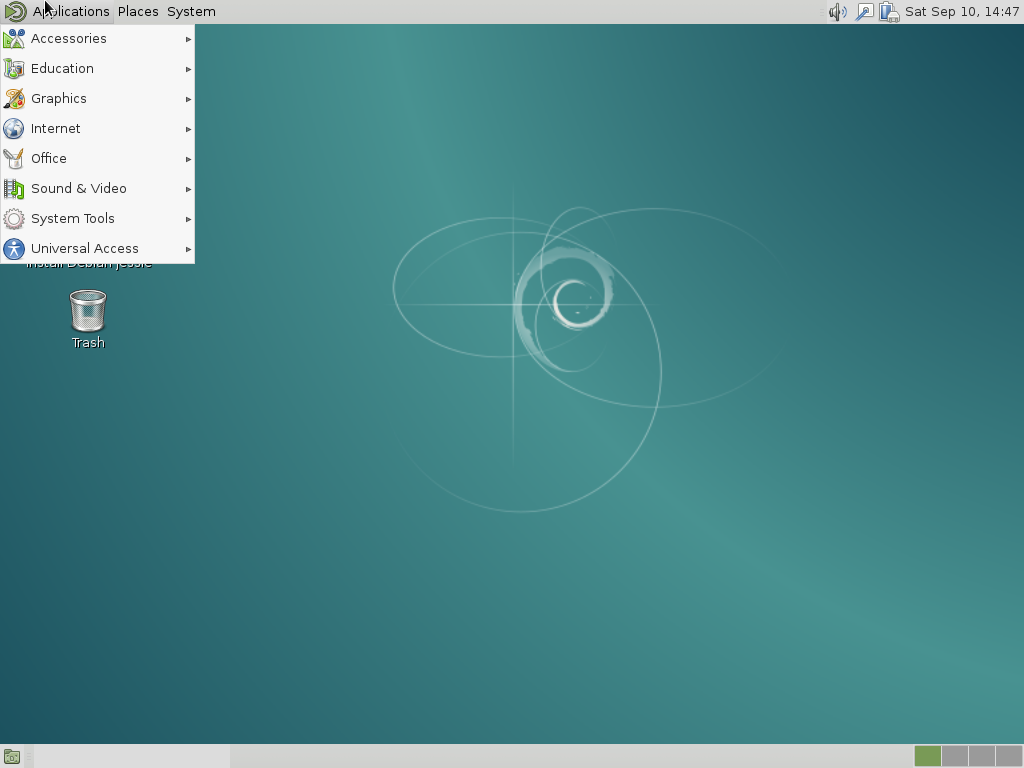 Applications Places System Sat Sep 10, 14:47
Accessories
Education
Graphics
Internet
Office
Sound & Video
System Tools
Universal Access
Install Debian jessie
Trash